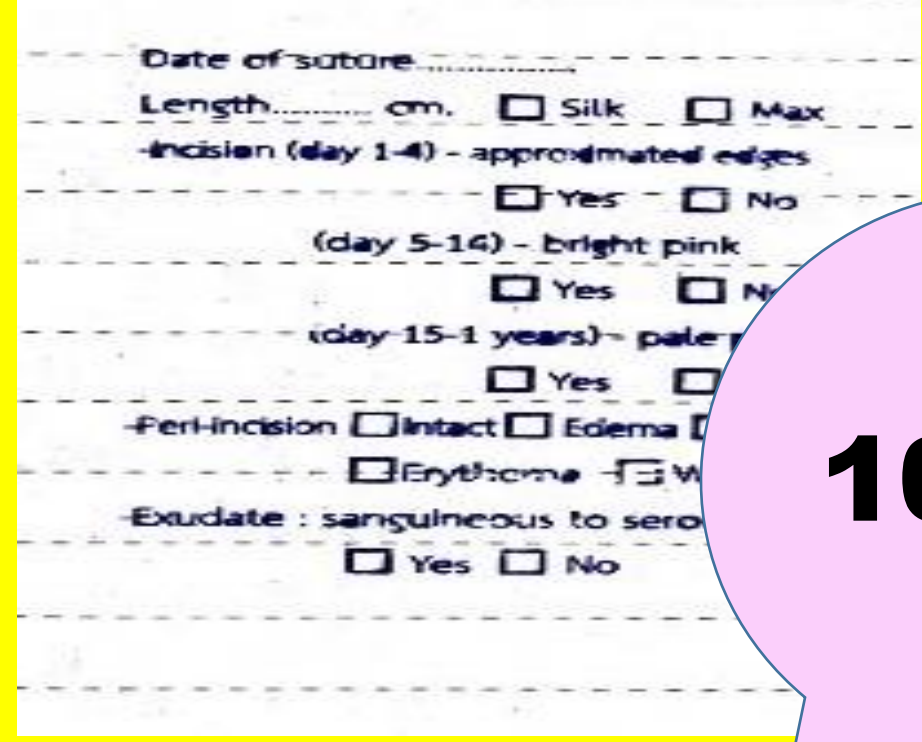 Date of suture...............
Length.......... cm. ☐ Silk ☐ Max
-Incision (day 1-4) - approximated edges
☐ Yes ☐ No
(day 5-14) - bright pink
☐ Yes ☐ No
(day 15-1 years) - pale
☐ Yes ☐
-Peri-incision ☐ Intact ☐ Edema
☐ Erythema ☐ W
-Exudate : sanguineous to sero
☐ Yes ☐ No
10